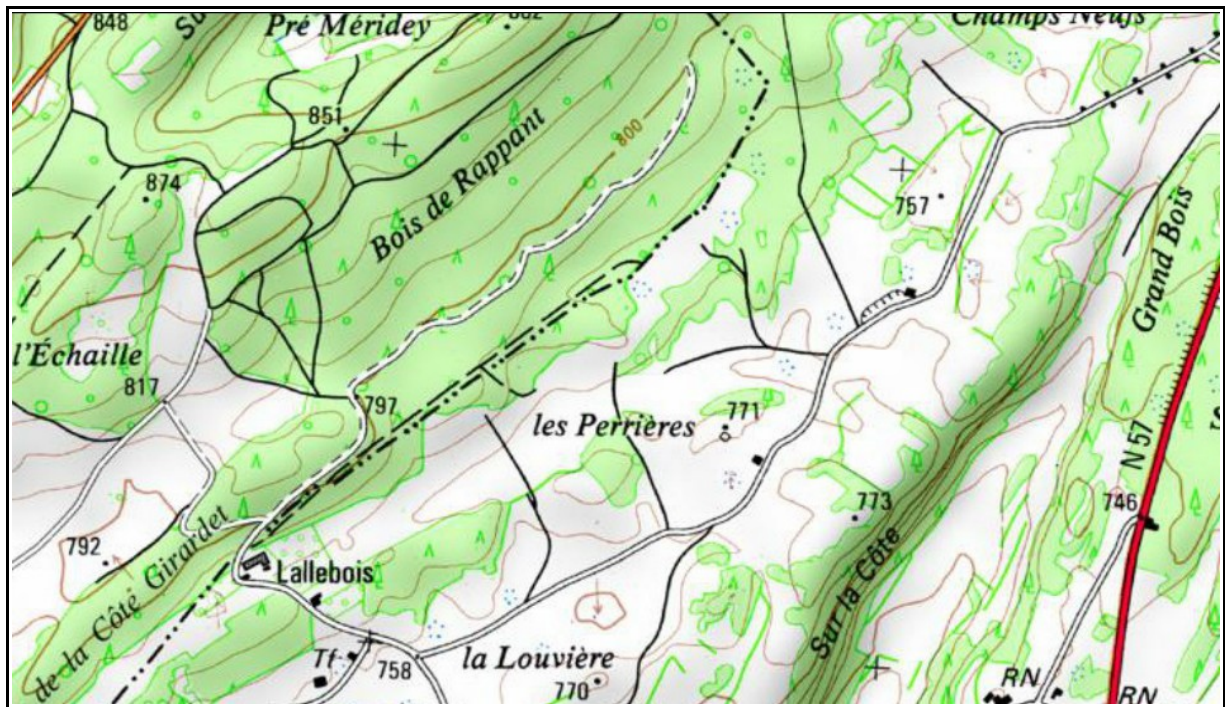 848
Pré Méridey
Champs Neufs
851
800
874
Bois de Rappant
757
Grand Bois
l'Échaille
817
797
771
les Perrières
N 57
746
773
792
de la Côte Girardet
Lallebois
Sur la Côte
Tf
758
la Louvière
770
RN
RN